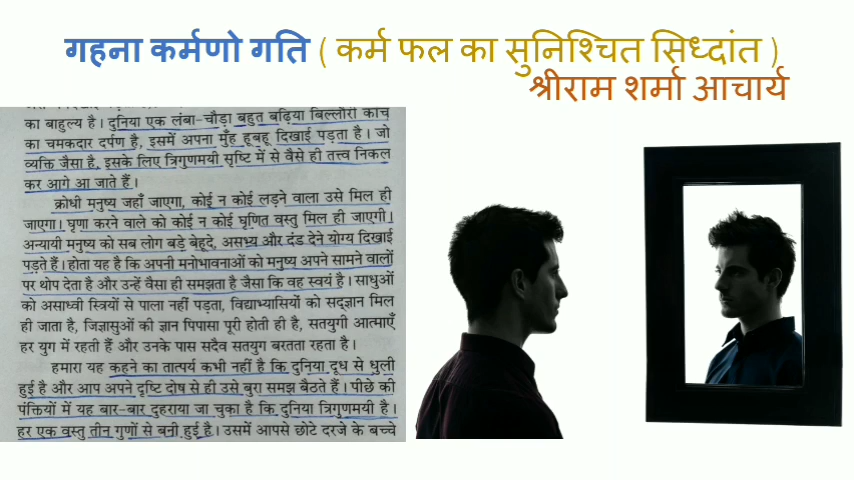 गहना कर्मणो गति ( कर्म फल का सुनिश्चित सिध्दांत )
श्रीराम शर्मा आचार्य
का बाहुल्य है। दुनिया एक लंबा-चौड़ा बहुत बढ़िया बिल्लौरी काँच
का चमकदार दर्पण है, इसमें अपना मुँह हूबहू दिखाई पड़ता है। जो
व्यक्ति जैसा है, इसके लिए त्रिगुणमयी सृष्टि में से वैसे ही तत्त्व निकल
कर आगे आ जाते हैं।
क्रोधी मनुष्य जहाँ जाएगा, कोई न कोई लड़ने वाला उसे मिल ही
जाएगा। घृणा करने वाले को कोई न कोई घृणित वस्तु मिल ही जाएगी।
अन्यायी मनुष्य को सब लोग बड़े बेहूदे, असभ्य और दंड देने योग्य दिखाई
पड़ते हैं। होता यह है कि अपनी मनोभावनाओं को मनुष्य अपने सामने वालों
पर थोप देता है और उन्हें वैसा ही समझता है जैसा कि वह स्वयं है। साधुओं
को असाध्वी स्त्रियों से पाला नहीं पड़ता, विद्याभ्यासियों को सद्ज्ञान मिल
ही जाता है, जिज्ञासुओं की ज्ञान पिपासा पूरी होती ही है, सतयुगी आत्माएँ
हर युग में रहती हैं और उनके पास सदैव सतयुग बरतता रहता है।
हमारा यह कहने का तात्पर्य कभी नहीं है कि दुनिया दूध से धुली
हुई है और आप अपने दृष्टि दोष से ही उसे बुरा समझ बैठते हैं। पीछे की
पंक्तियों में यह बार-बार दुहराया जा चुका है कि दुनिया त्रिगुणमयी है।
हर एक वस्तु तीन गुणों से बनी हुई है। उसमें आपसे छोटे दरजे के बच्चे